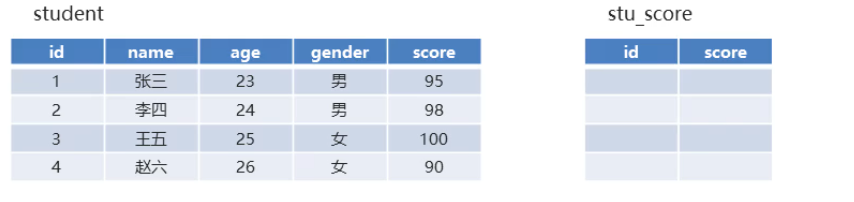 student
id name age gender score
1 张三 23 男 95
2 李四 24 男 98
3 王五 25 女 100
4 赵六 26 女 90
stu_score
id score